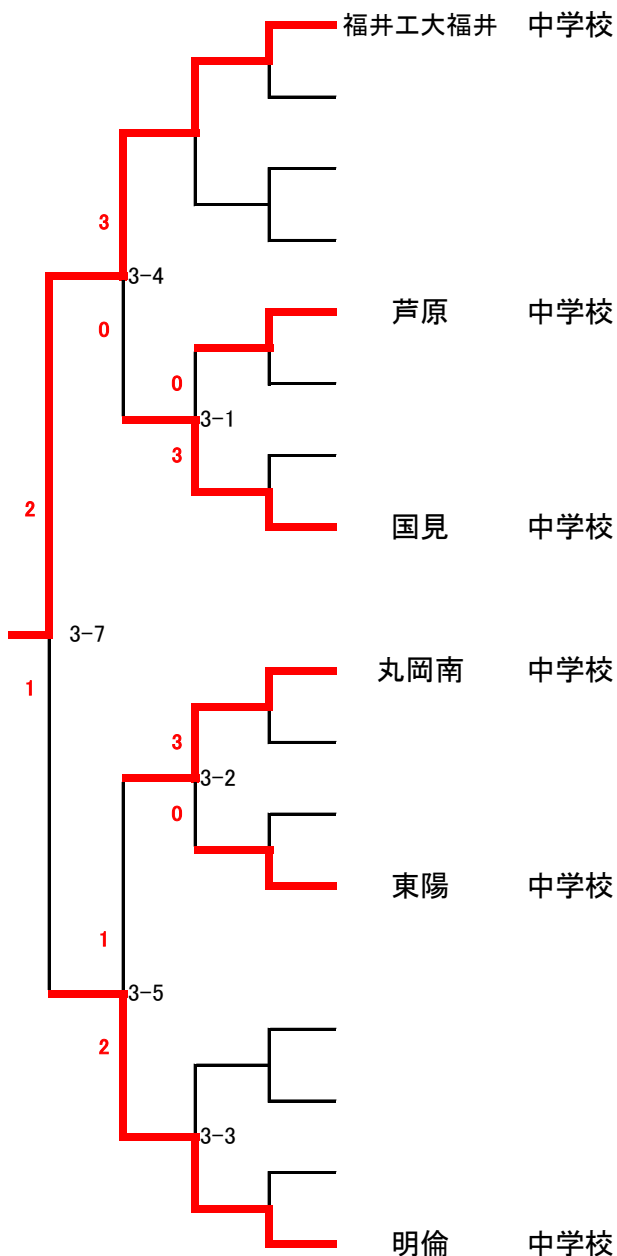 福井工大福井 中学校
3
3-4
0
芦原 中学校
0
3-1
3
2
国見 中学校
3-7
1
丸岡南 中学校
3
3-2
0
東陽 中学校
1
3-5
2
3-3
明倫 中学校